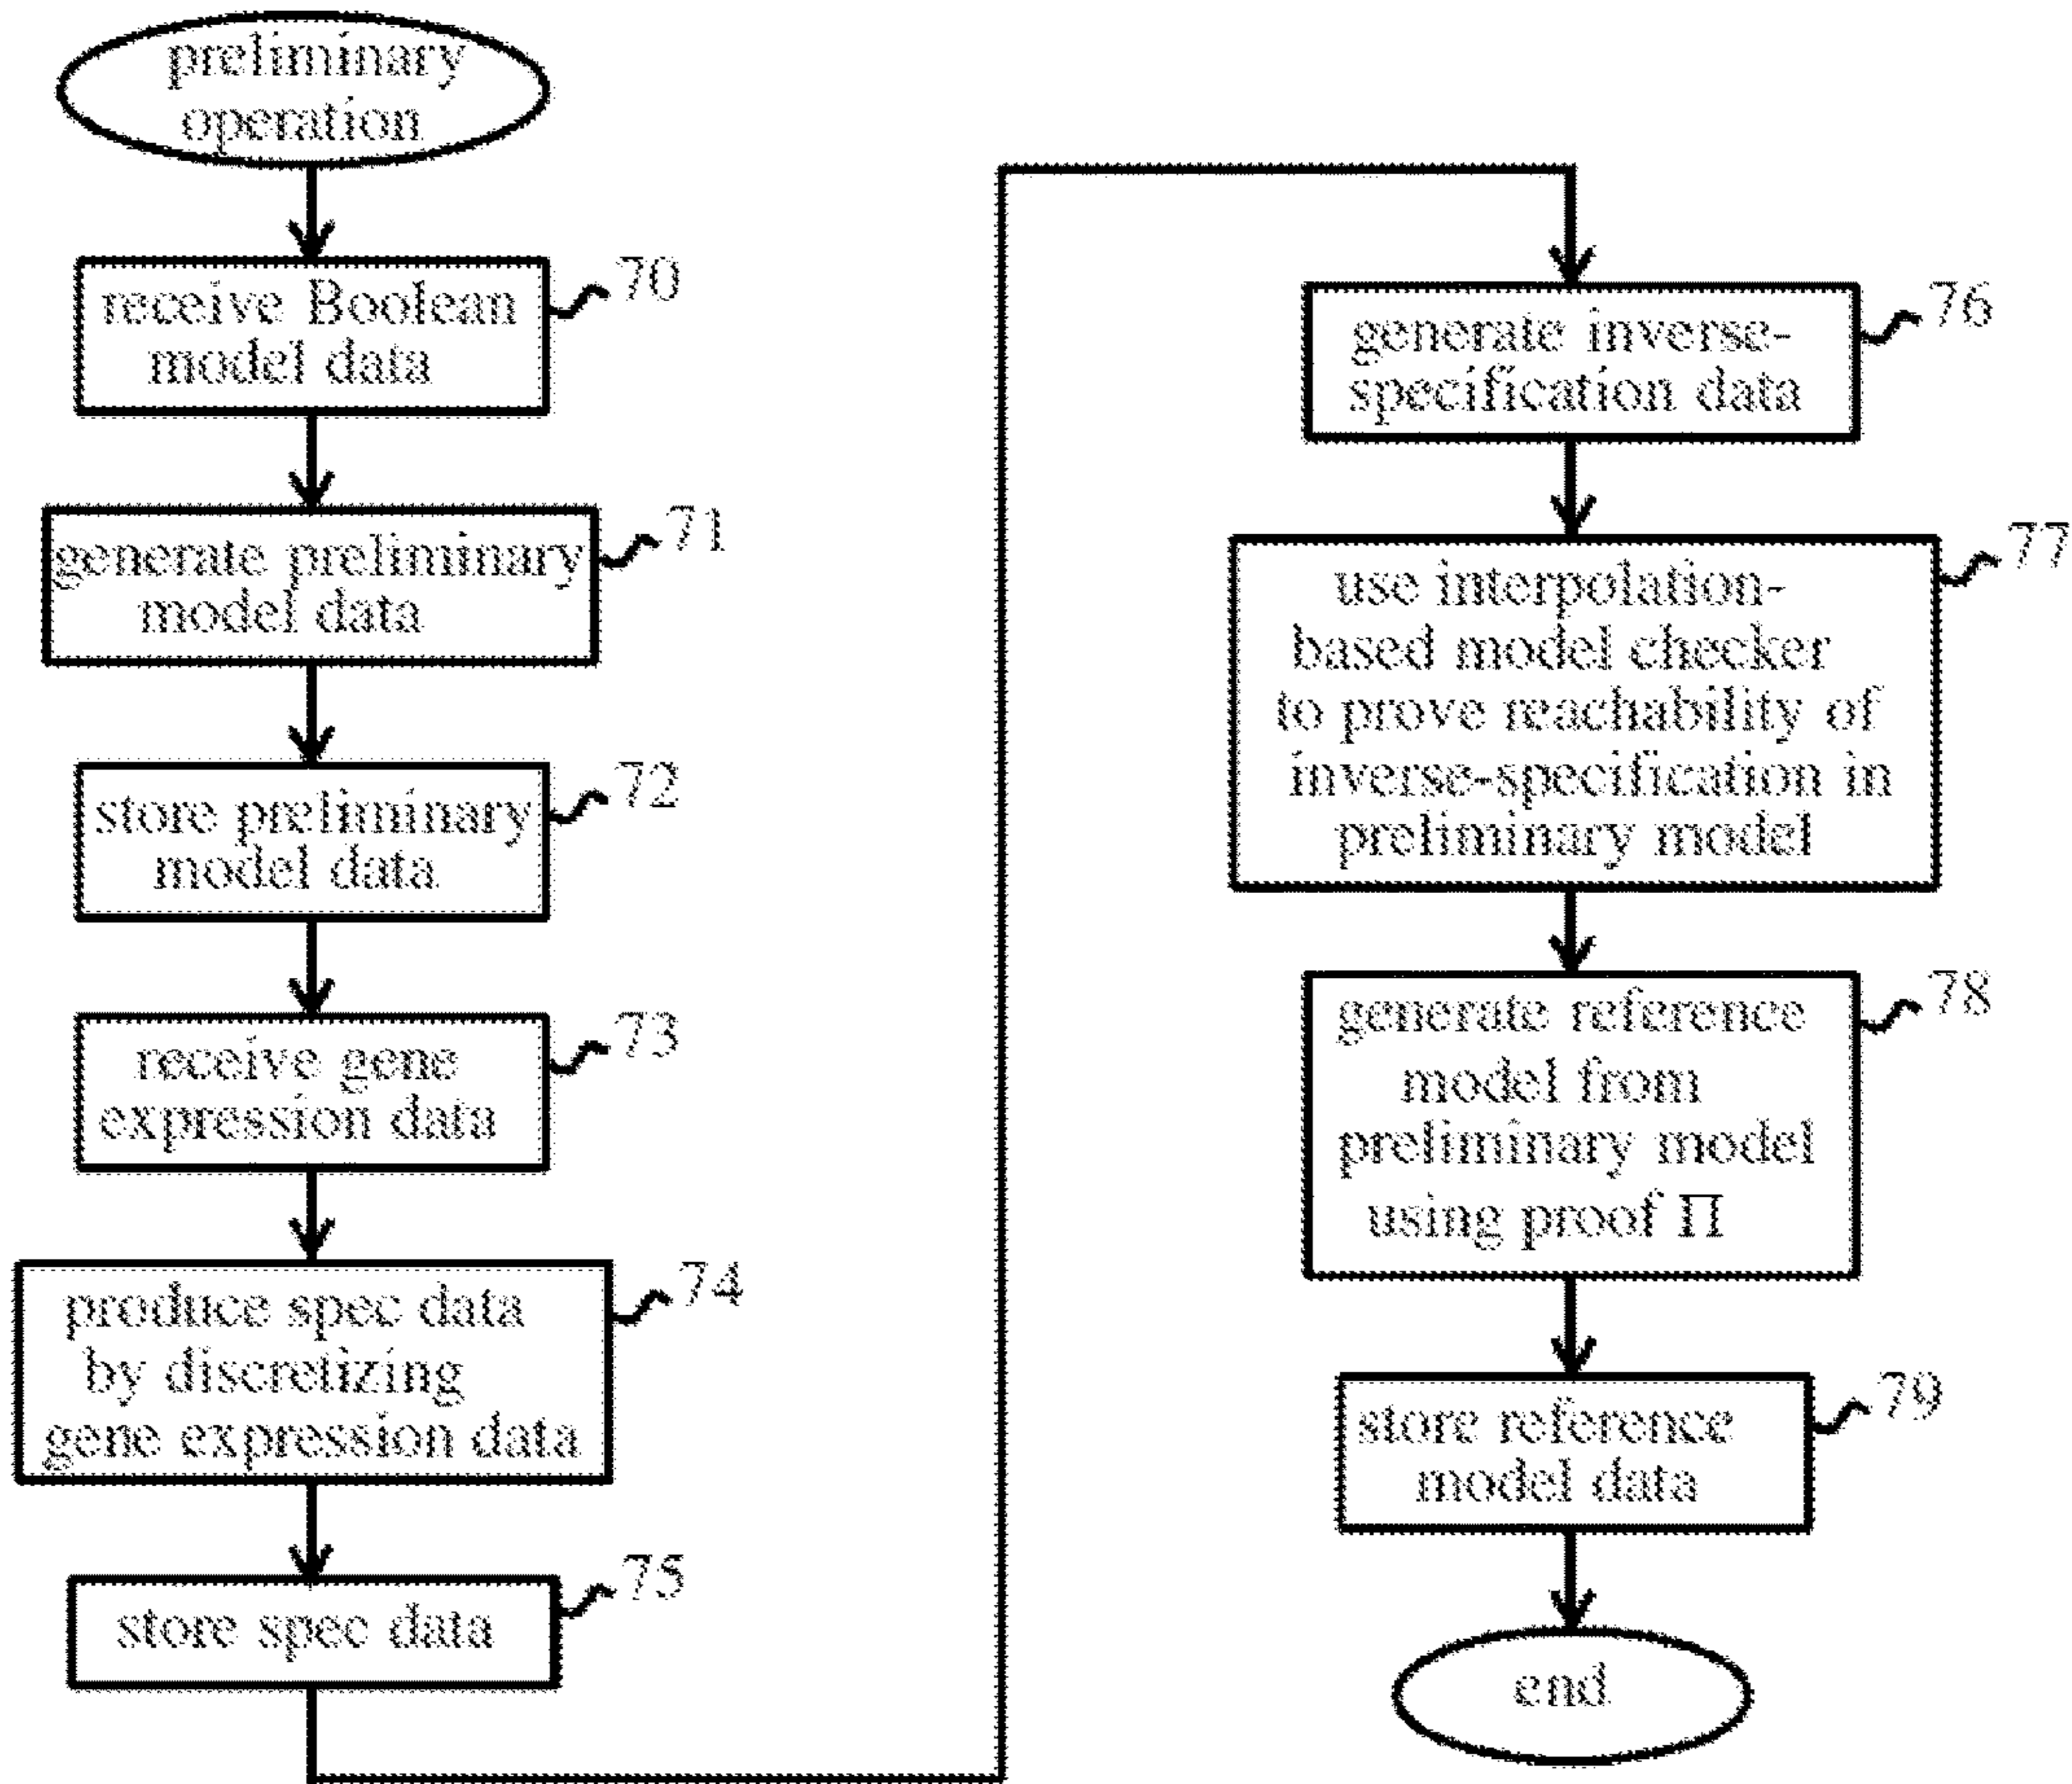 preliminary
operation
receive Boolean
model data
70
generate preliminary
model data
71
store preliminary
model data
72
receive gene
expression data
73
produce spec data
by discretizing
gene expression data
74
store spec data
75
generate inverse-
specification data
76
use interpolation-
based model checker
to prove reachability of
inverse-specification in
preliminary model
77
generate reference
model from
preliminary model
using proof Π
78
store reference
model data
79
end